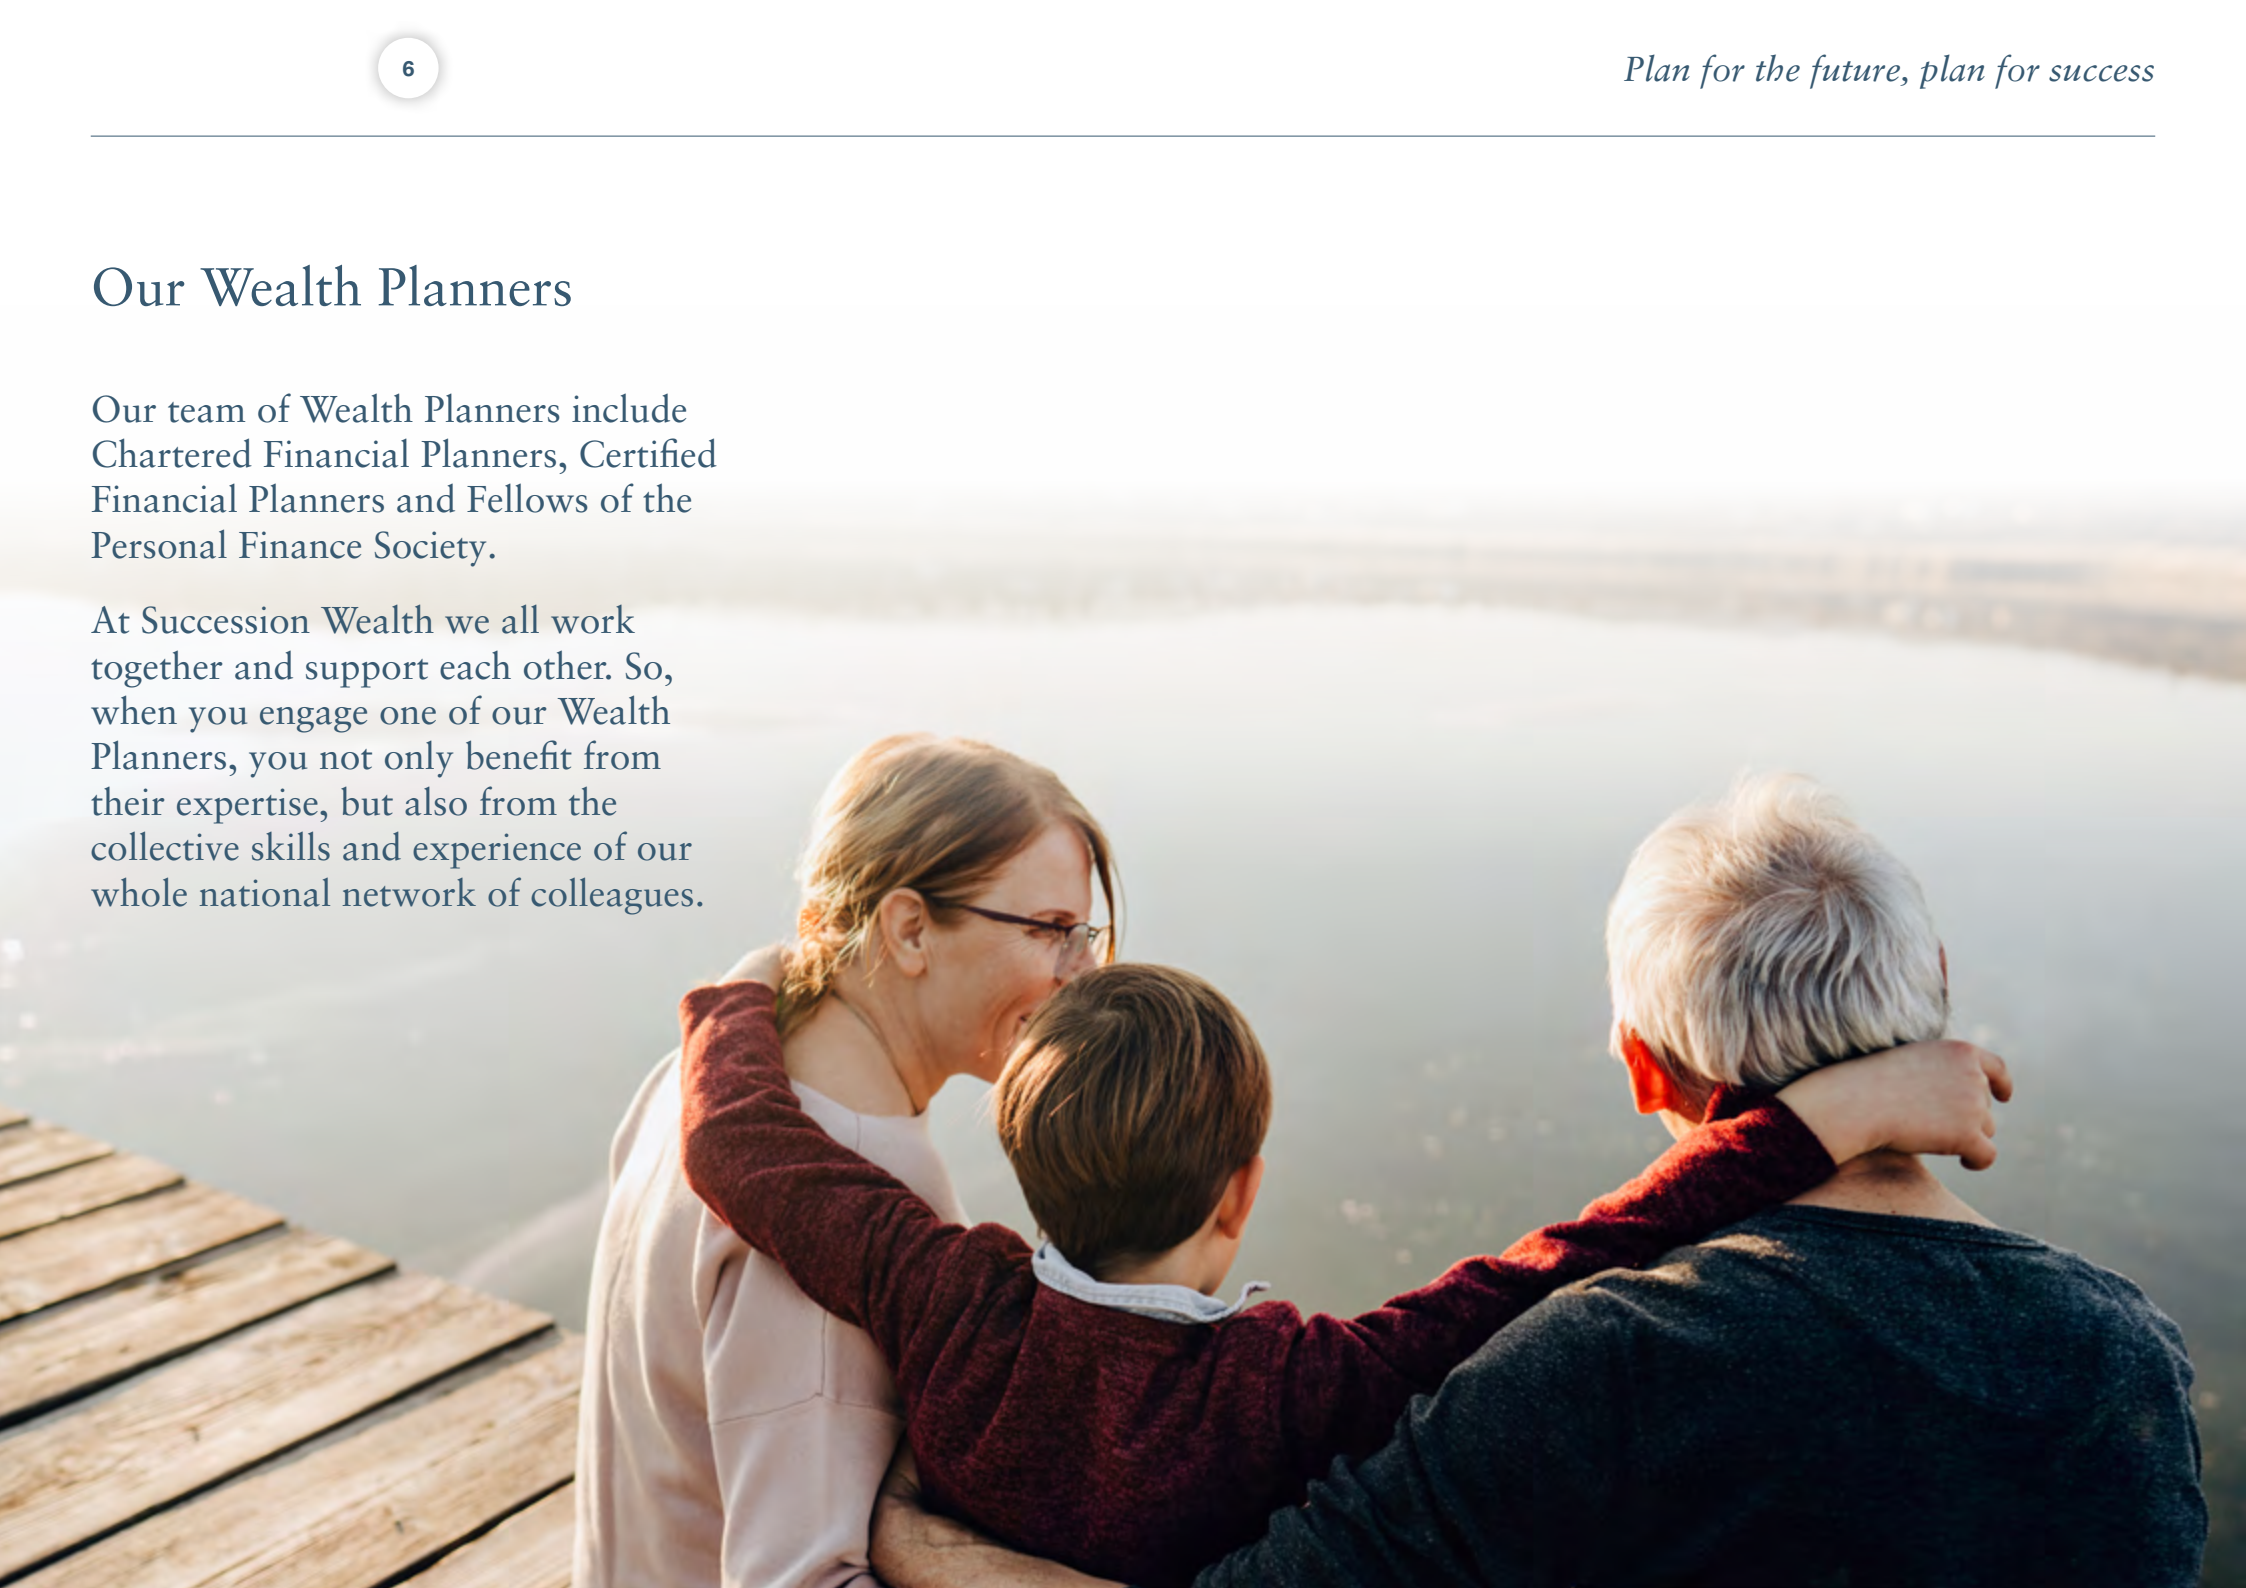 6
Plan for the future, plan for success
Our Wealth Planners
Our team of Wealth Planners include
Chartered Financial Planners, Certified
Financial Planners and Fellows of the
Personal Finance Society.
At Succession Wealth we all work
together and support each other. So,
when you engage one of our Wealth
Planners, you not only benefit from
their expertise, but also from the
collective skills and experience of our
whole national network of colleagues.